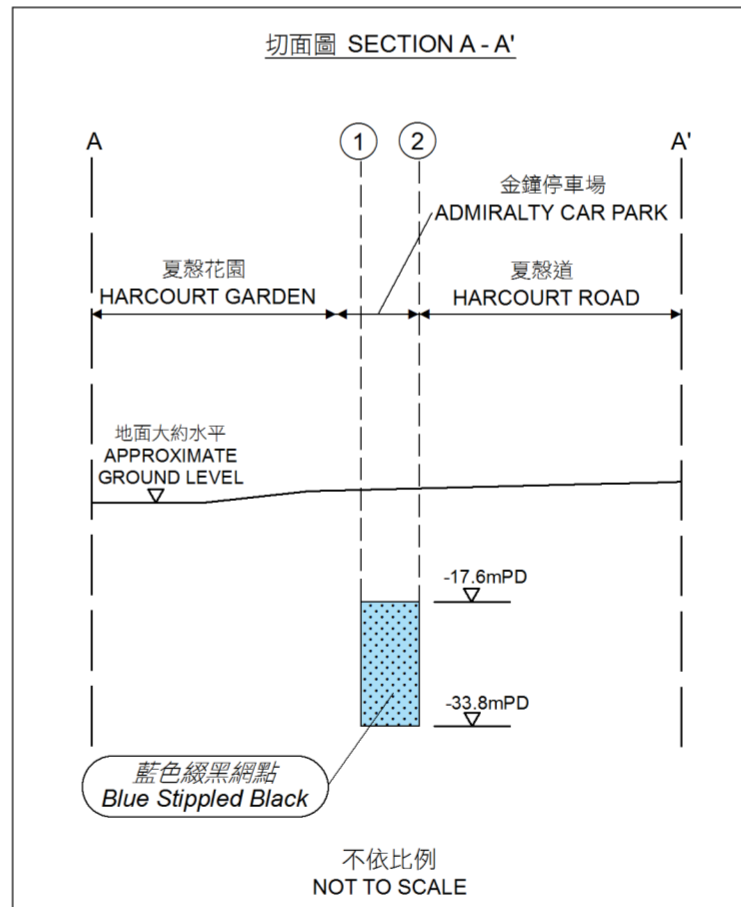 切面圖 SECTION A - A'
A
1
2
A'
金鐘停車場
ADMIRALTY CAR PARK
夏慤花園
HARCOURT GARDEN
夏慤道
HARCOURT ROAD
地面大約水平
APPROXIMATE
GROUND LEVEL
-17.6mPD
-33.8mPD
藍色綴黑網點
Blue Stippled Black
不依比例
NOT TO SCALE